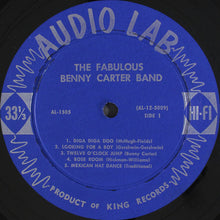 AUDIO LAB
THE FABULOUS
BENNY CARTER BAND
AL-1505
(AL-12-5009)
SIDE 1
33⅓
HI-FI
1. DIGA DIGA DOO (McHugh-Fields)
2. LOOKING FOR A BOY (Gershwin-Gershwin)
3. TWELVE O'CLOCK JUMP (Benny Carter)
4. ROSE ROOM (Hickman-Williams)
5. MEXICAN HAT DANCE (Traditional)
PRODUCT OF KING RECORDS